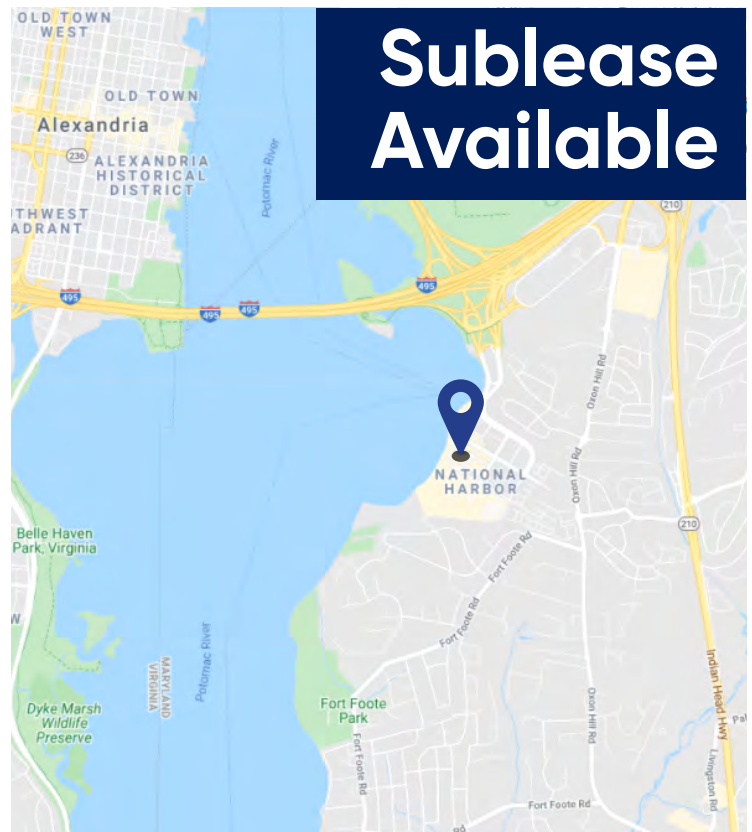 Sublease
Available
OLD TOWN
WEST
OLD TOWN
Alexandria
236
ALEXANDRIA
HISTORICAL
DISTRICT
Potomac River
210
495
495
495
495
Oxon Hill Rd
Oxon Hill Rd
NATIONAL
HARBOR
210
Belle Haven
Park, Virginia
Fort Foote Rd
Fort Foote Rd
MARYLAND
VIRGINIA
Potomac River
Dyke Marsh
Wildlife
Preserve
Fort Foote
Park
Fort Foote Rd
Oxon Hill Rd
Indian Head Hwy
Livingston Rd
Fort Foote Rd